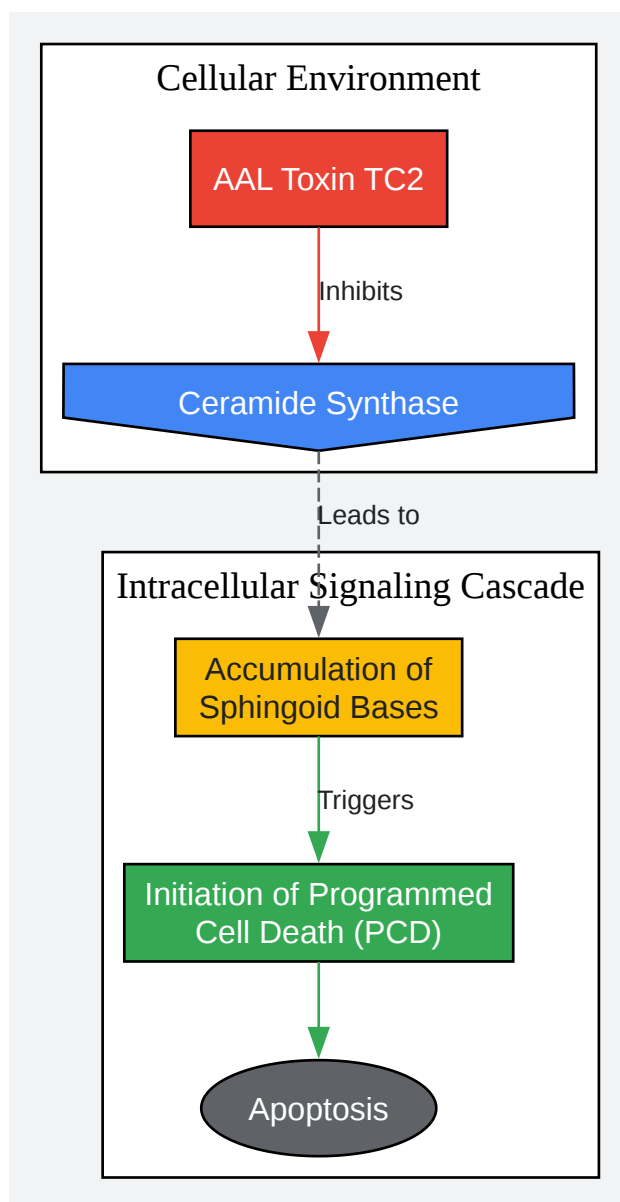 Cellular Environment
AAL Toxin TC2
Inhibits
Ceramide Synthase
Leads to
Intracellular Signaling Cascade
Accumulation of
Sphingoid Bases
Triggers
Initiation of Programmed
Cell Death (PCD)
Apoptosis